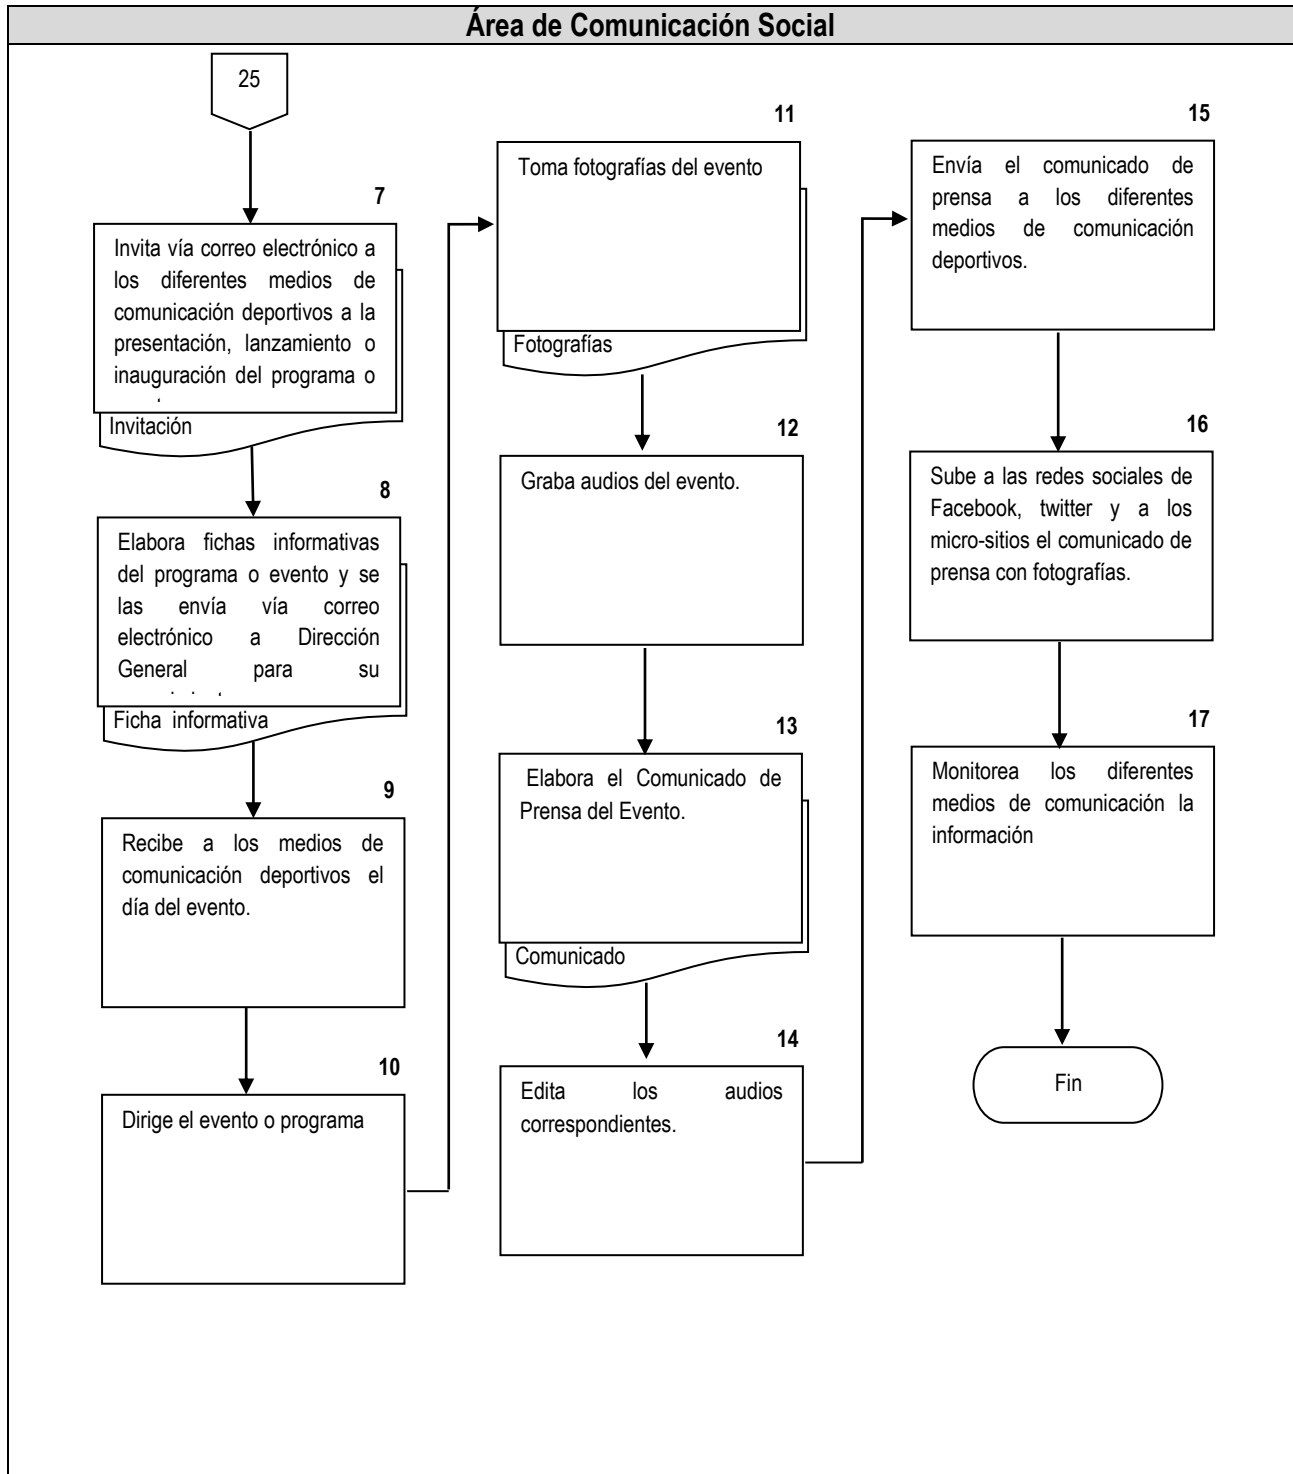 Área de Comunicación Social
25
7
Invita vía correo electrónico a
los diferentes medios de
comunicación deportivos a la
presentación, lanzamiento o
inauguración del programa o
Invitación
8
Elabora fichas informativas
del programa o evento y se
las envía vía correo
electrónico a Dirección
General para su
Ficha informativa
9
Recibe a los medios de
comunicación deportivos el
día del evento.
10
Dirige el evento o programa
11
Toma fotografías del evento
Fotografías
12
Graba audios del evento.
13
Elabora el Comunicado de
Prensa del Evento.
Comunicado
14
Edita los audios
correspondientes.
15
Envía el comunicado de
prensa a los diferentes
medios de comunicación
deportivos.
16
Sube a las redes sociales de
Facebook, twitter y a los
micro-sitios el comunicado de
prensa con fotografías.
17
Monitorea los diferentes
medios de comunicación la
información
Fin